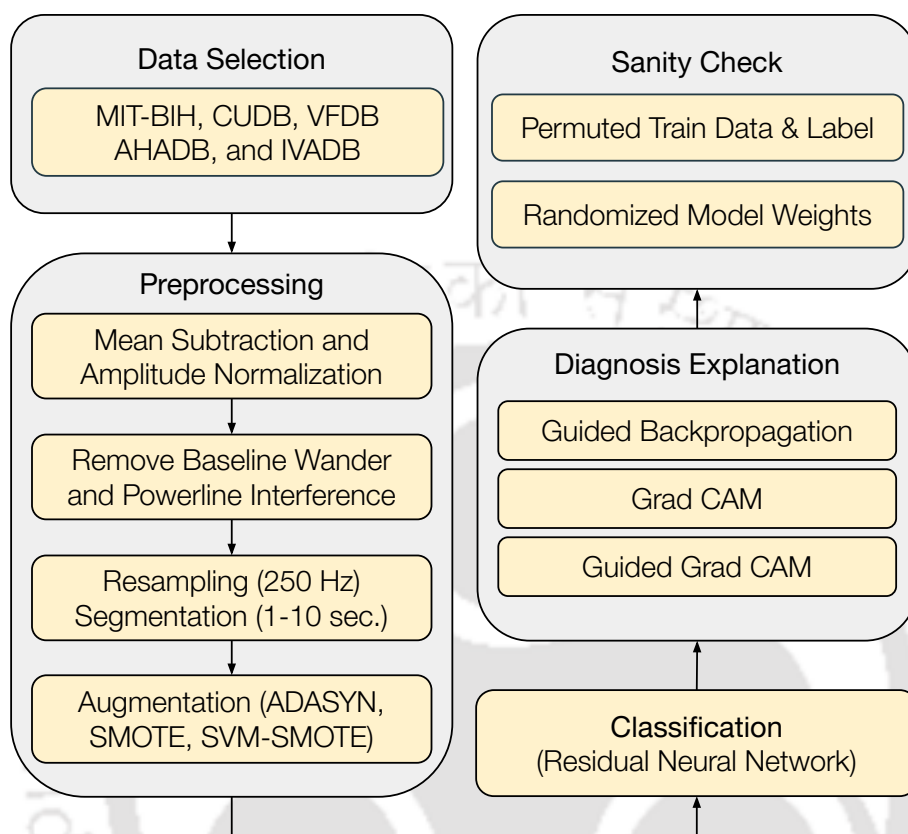 Data Selection
MIT-BIH, CUDB, VFDB
AHADB, and IVADB
Preprocessing
Mean Subtraction and
Amplitude Normalization
Remove Baseline Wander
and Powerline Interference
Resampling (250 Hz)
Segmentation (1-10 sec.)
Augmentation (ADASYN,
SMOTE, SVM-SMOTE)
Sanity Check
Permuted Train Data & Label
Randomized Model Weights
Diagnosis Explanation
Guided Backpropagation
Grad CAM
Guided Grad CAM
Classification
(Residual Neural Network)